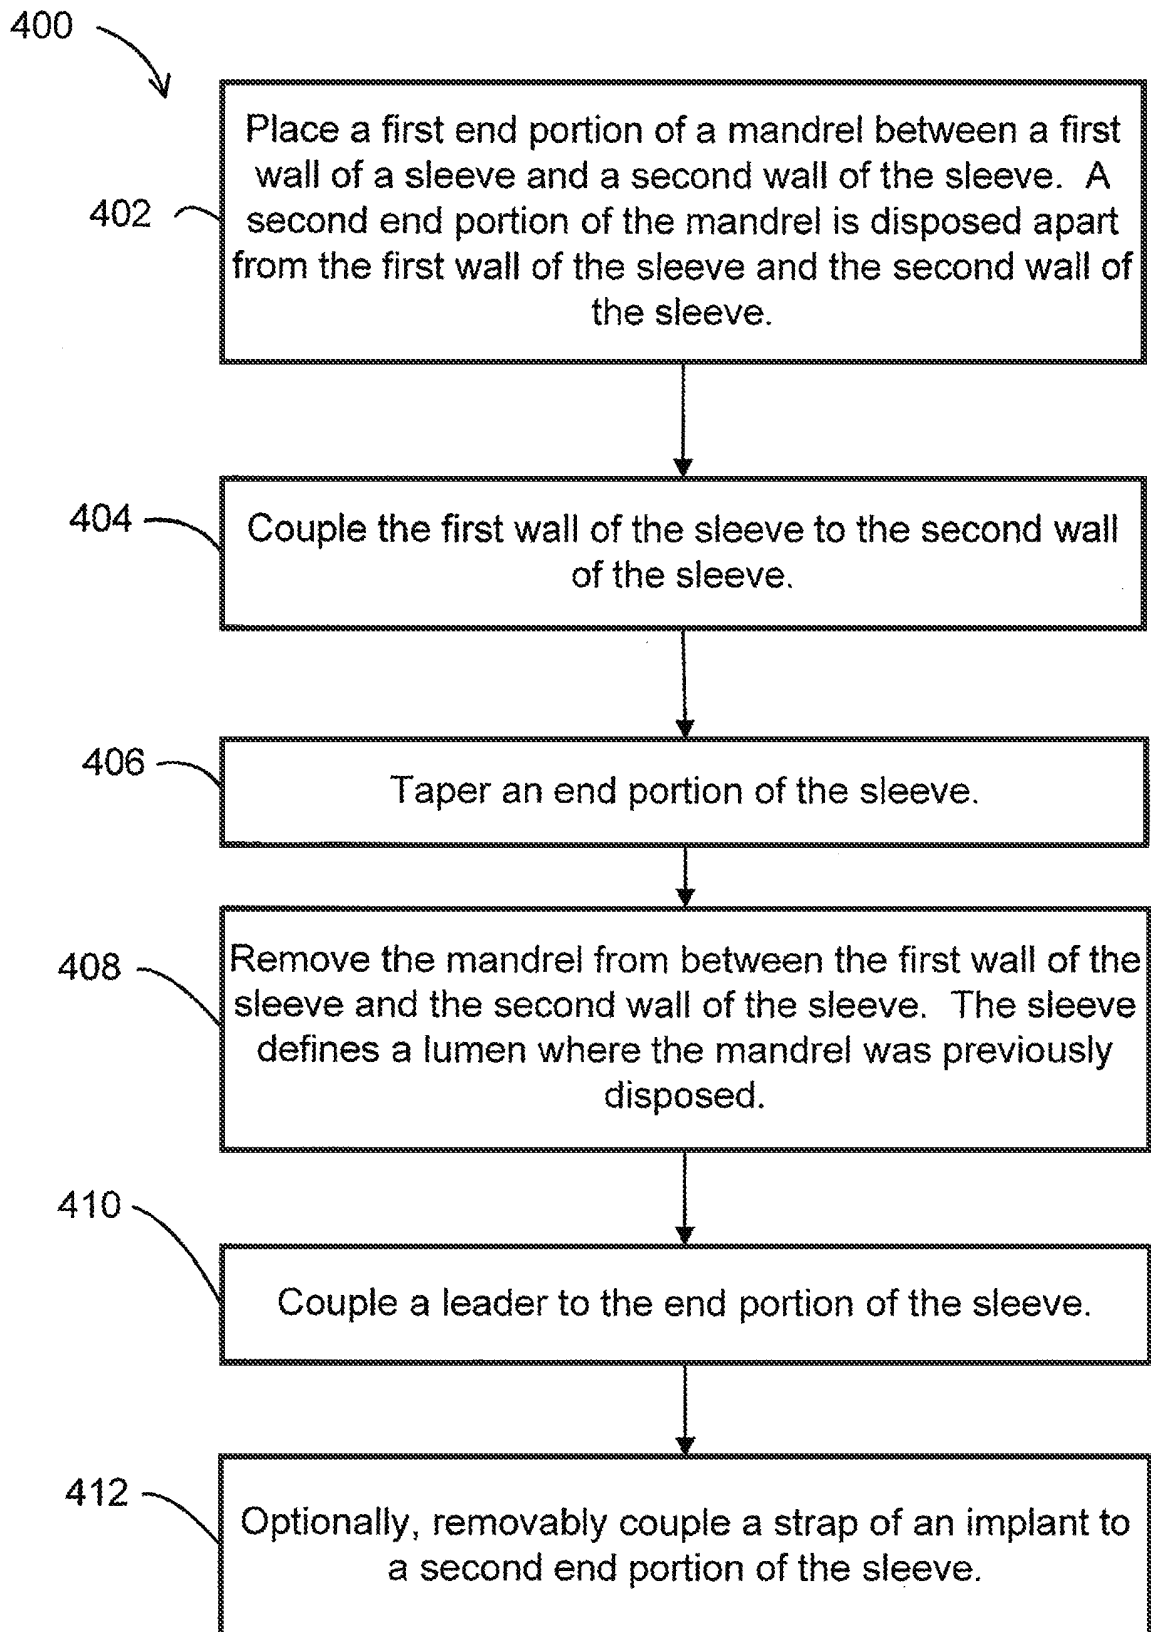 400
Place a first end portion of a mandrel between a first
wall of a sleeve and a second wall of the sleeve. A
402
second end portion of the mandrel is disposed apart
from the first wall of the sleeve and the second wall of
the sleeve.
404
Couple the first wall of the sleeve to the second wall
of the sleeve.
406
Taper an end portion of the sleeve.
408
Remove the mandrel from between the first wall of the
sleeve and the second wall of the sleeve. The sleeve
defines a lumen where the mandrel was previously
disposed.
410
Couple a leader to the end portion of the sleeve.
412
Optionally, removably couple a strap of an implant to
a second end portion of the sleeve.